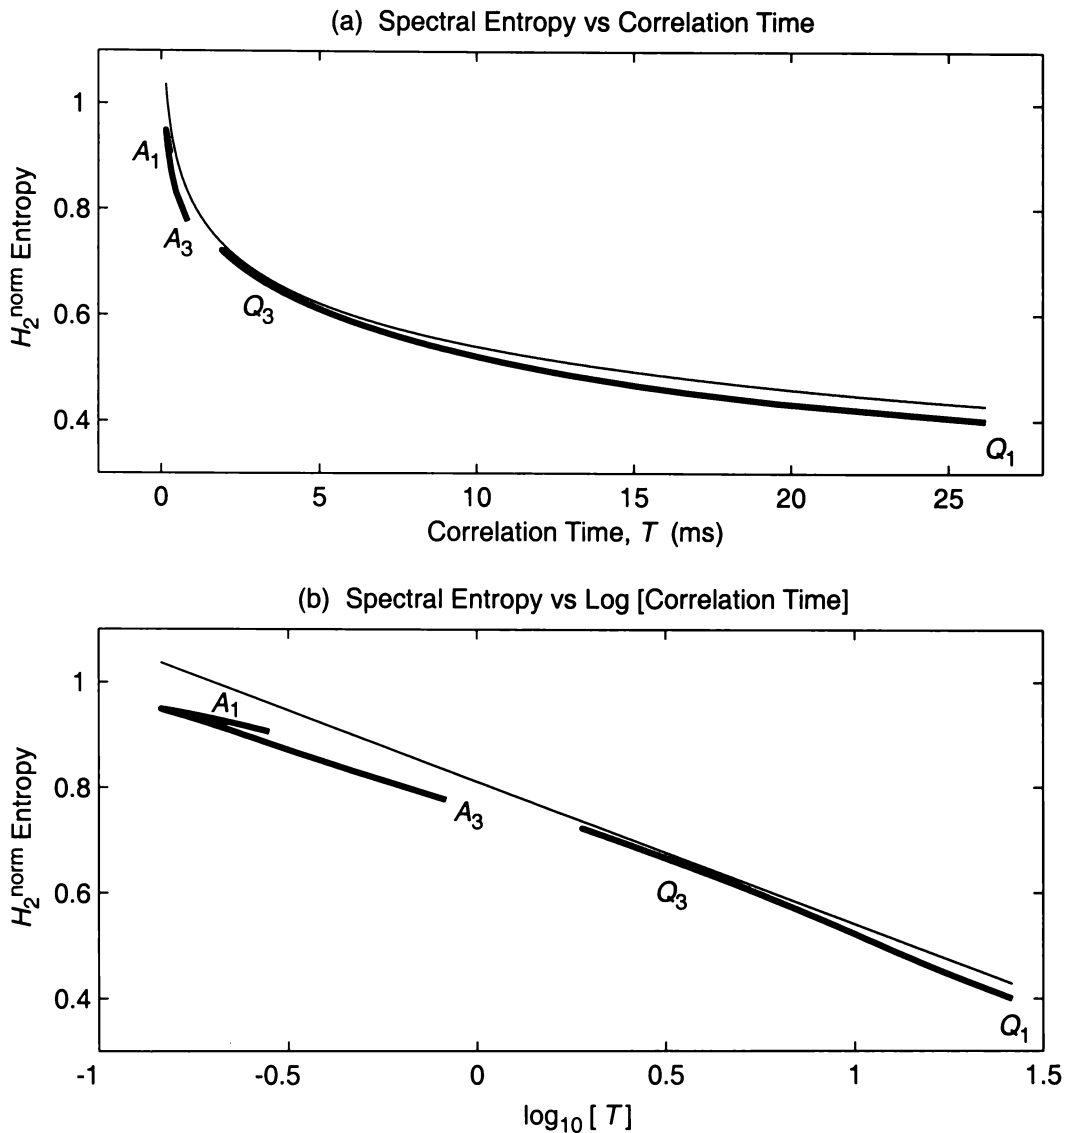 (a) Spectral Entropy vs Correlation Time
1
0.8
0.6
0.4
H₂ⁿᵒʳᵐ Entropy
A₁
A₃
Q₃
Q₁
0 5 10 15 20 25
Correlation Time, T (ms)
(b) Spectral Entropy vs Log [Correlation Time]
1
0.8
0.6
0.4
H₂ⁿᵒʳᵐ Entropy
A₁
A₃
Q₃
Q₁
-1 -0.5 0 0.5 1 1.5
log₁₀ [ T ]